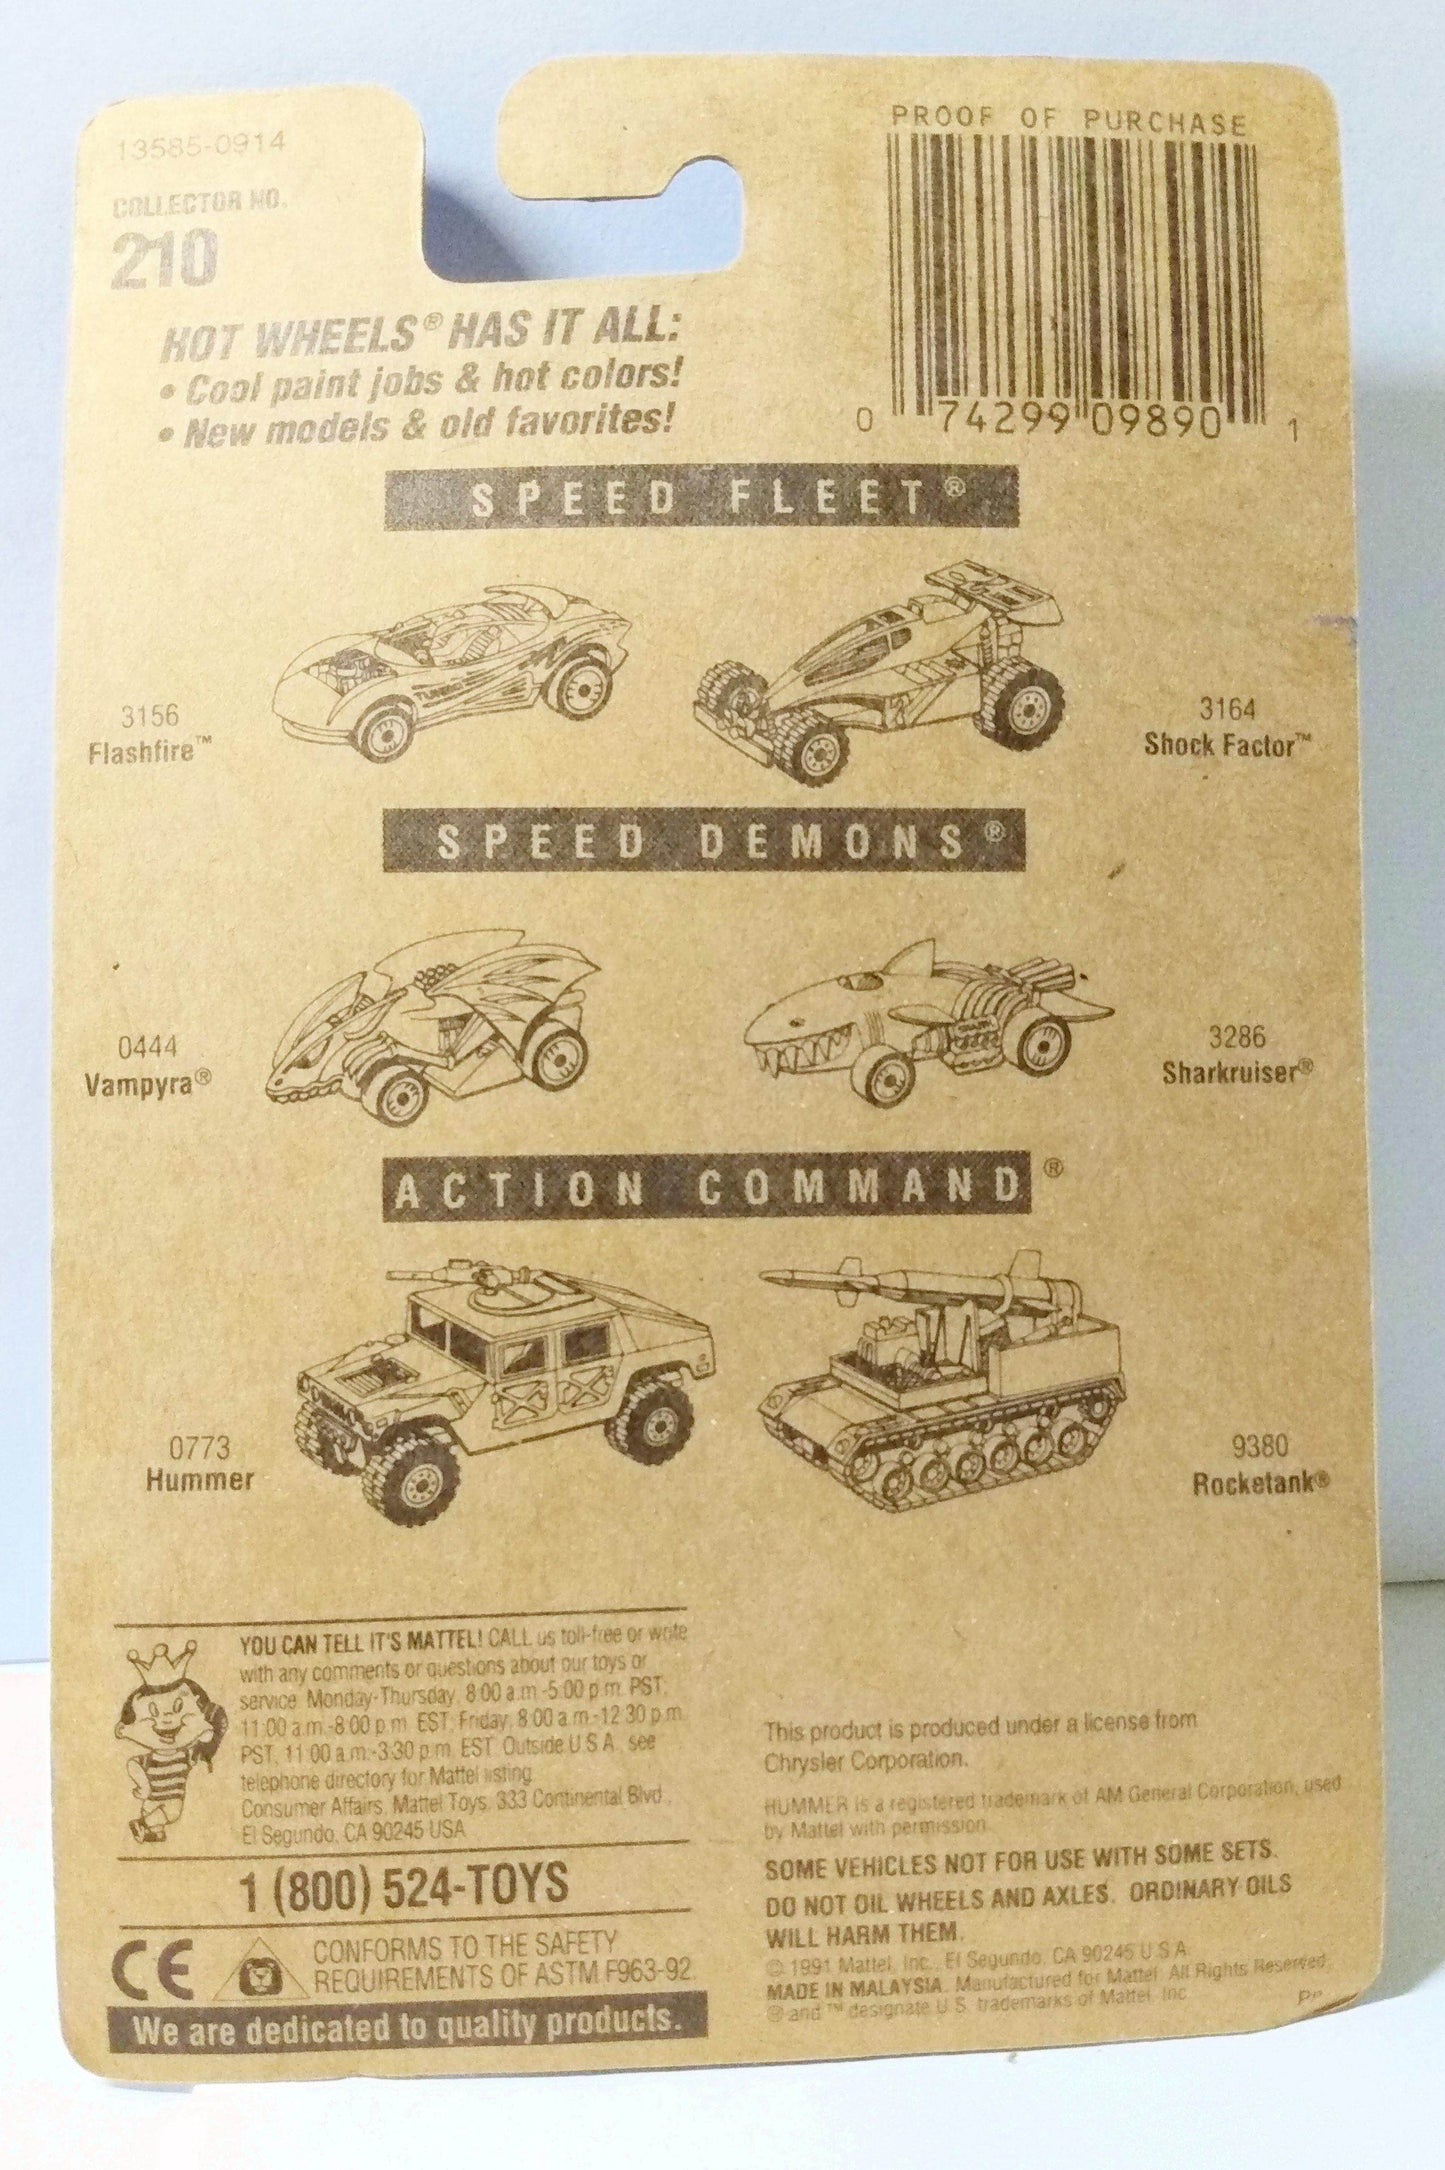 13585-0914
COLLECTOR NO.
210
PROOF OF PURCHASE
0 74299 09890 1
HOT WHEELS® HAS IT ALL:
• Cool paint jobs & hot colors!
• New models & old favorites!
SPEED FLEET®
TURBO
3156
Flashfire™
3164
Shock Factor™
SPEED DEMONS®
0444
Vampyra®
3286
Sharkruiser®
ACTION COMMAND®
0773
Hummer
9380
Rocketank®
YOU CAN TELL IT'S MATTEL! CALL us toll-free or write
with any comments or questions about our toys or
service. Monday-Thursday, 8:00 a.m.-5:00 p.m. PST,
11:00 a.m.-8:00 p.m. EST, Friday, 8:00 a.m.-12:30 p.m.
PST, 11:00 a.m.-3:30 p.m. EST. Outside U.S.A., see
telephone directory for Mattel listing.
Consumer Affairs, Mattel Toys, 333 Continental Blvd.,
El Segundo, CA 90245 USA
1 (800) 524-TOYS
CE
CONFORMS TO THE SAFETY
REQUIREMENTS OF ASTM F963-92.
We are dedicated to quality products.
This product is produced under a license from
Chrysler Corporation.
HUMMER is a registered trademark of AM General Corporation, used
by Mattel with permission.
SOME VEHICLES NOT FOR USE WITH SOME SETS.
DO NOT OIL WHEELS AND AXLES. ORDINARY OILS
WILL HARM THEM.
© 1991 Mattel, Inc., El Segundo, CA 90245 U.S.A.
MADE IN MALAYSIA. Manufactured for Mattel. All Rights Reserved.
® and ™ designate U.S. trademarks of Mattel, Inc.